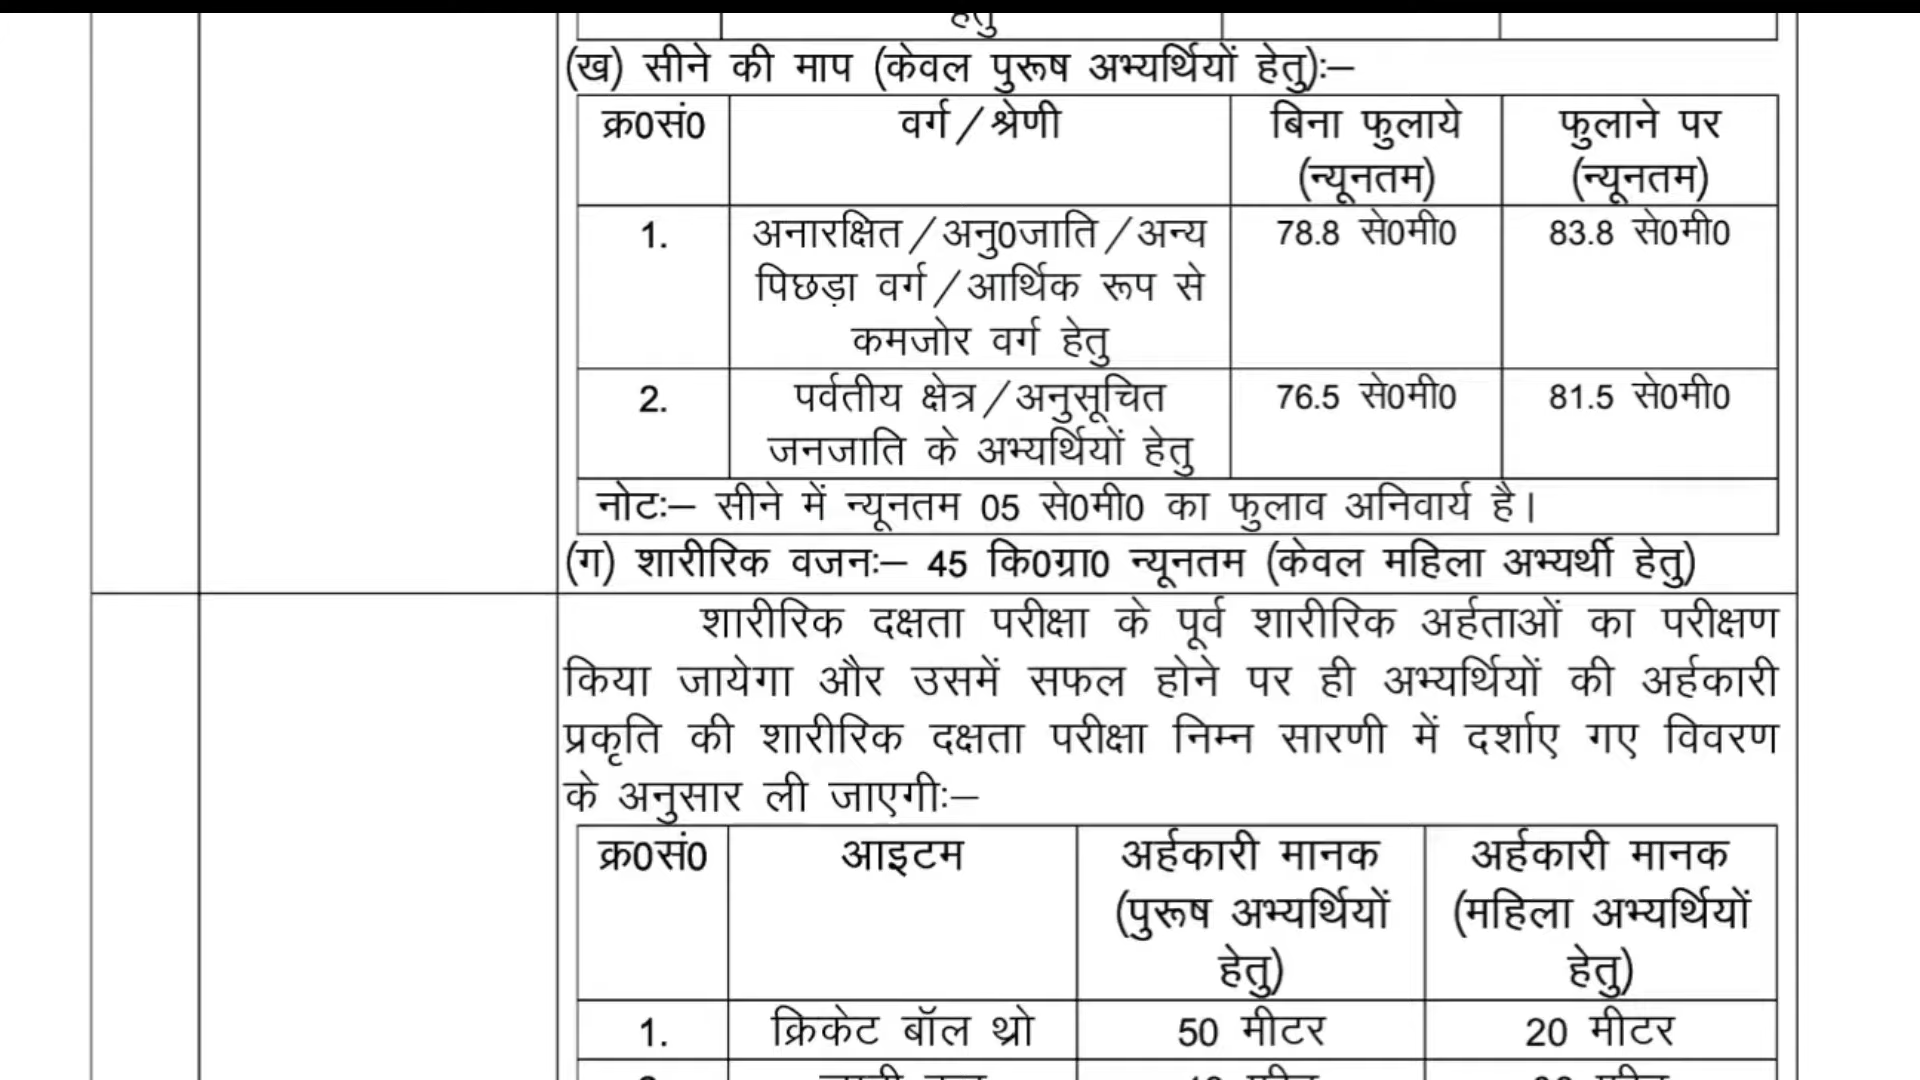 हेतु
(ख) सीने की माप (केवल पुरूष अभ्यर्थियों हेतु):–
क्र0सं0 वर्ग/श्रेणी बिना फुलाये (न्यूनतम) फुलाने पर (न्यूनतम)
1. अनारक्षित/अनु0जाति/अन्य 78.8 से0मी0 83.8 से0मी0
पिछड़ा वर्ग/आर्थिक रूप से
कमजोर वर्ग हेतु
2. पर्वतीय क्षेत्र/अनुसूचित 76.5 से0मी0 81.5 से0मी0
जनजाति के अभ्यर्थियों हेतु
नोटः– सीने में न्यूनतम 05 से0मी0 का फुलाव अनिवार्य है।
(ग) शारीरिक वजनः– 45 कि0ग्रा0 न्यूनतम (केवल महिला अभ्यर्थी हेतु)
शारीरिक दक्षता परीक्षा के पूर्व शारीरिक अर्हताओं का परीक्षण
किया जायेगा और उसमें सफल होने पर ही अभ्यर्थियों की अर्हकारी
प्रकृति की शारीरिक दक्षता परीक्षा निम्न सारणी में दर्शाए गए विवरण
के अनुसार ली जाएगीः–
क्र0सं0 आइटम अर्हकारी मानक (पुरूष अभ्यर्थियों हेतु) अर्हकारी मानक (महिला अभ्यर्थियों हेतु)
1. क्रिकेट बॉल थ्रो 50 मीटर 20 मीटर